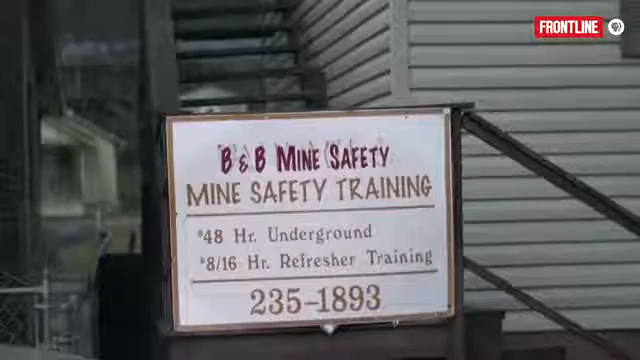 FRONTLINE
B & B MINE SAFETY
MINE SAFETY TRAINING
*48 Hr. Underground
*8/16 Hr. Refresher Training
235-1893